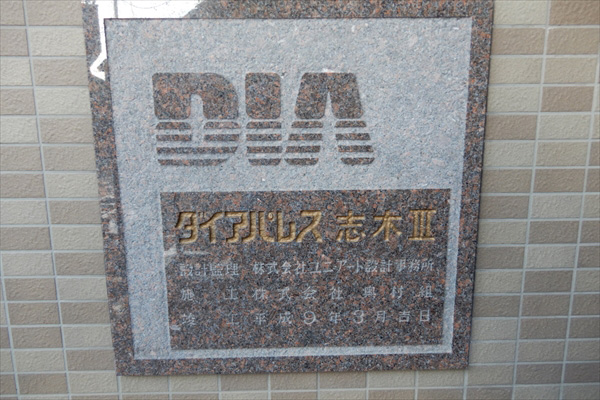 DIA
ダイアパレス 志木III
設計監理 株式会社ユニアート設計事務所
施工 株式会社奥村組
竣工 平成9年3月吉日